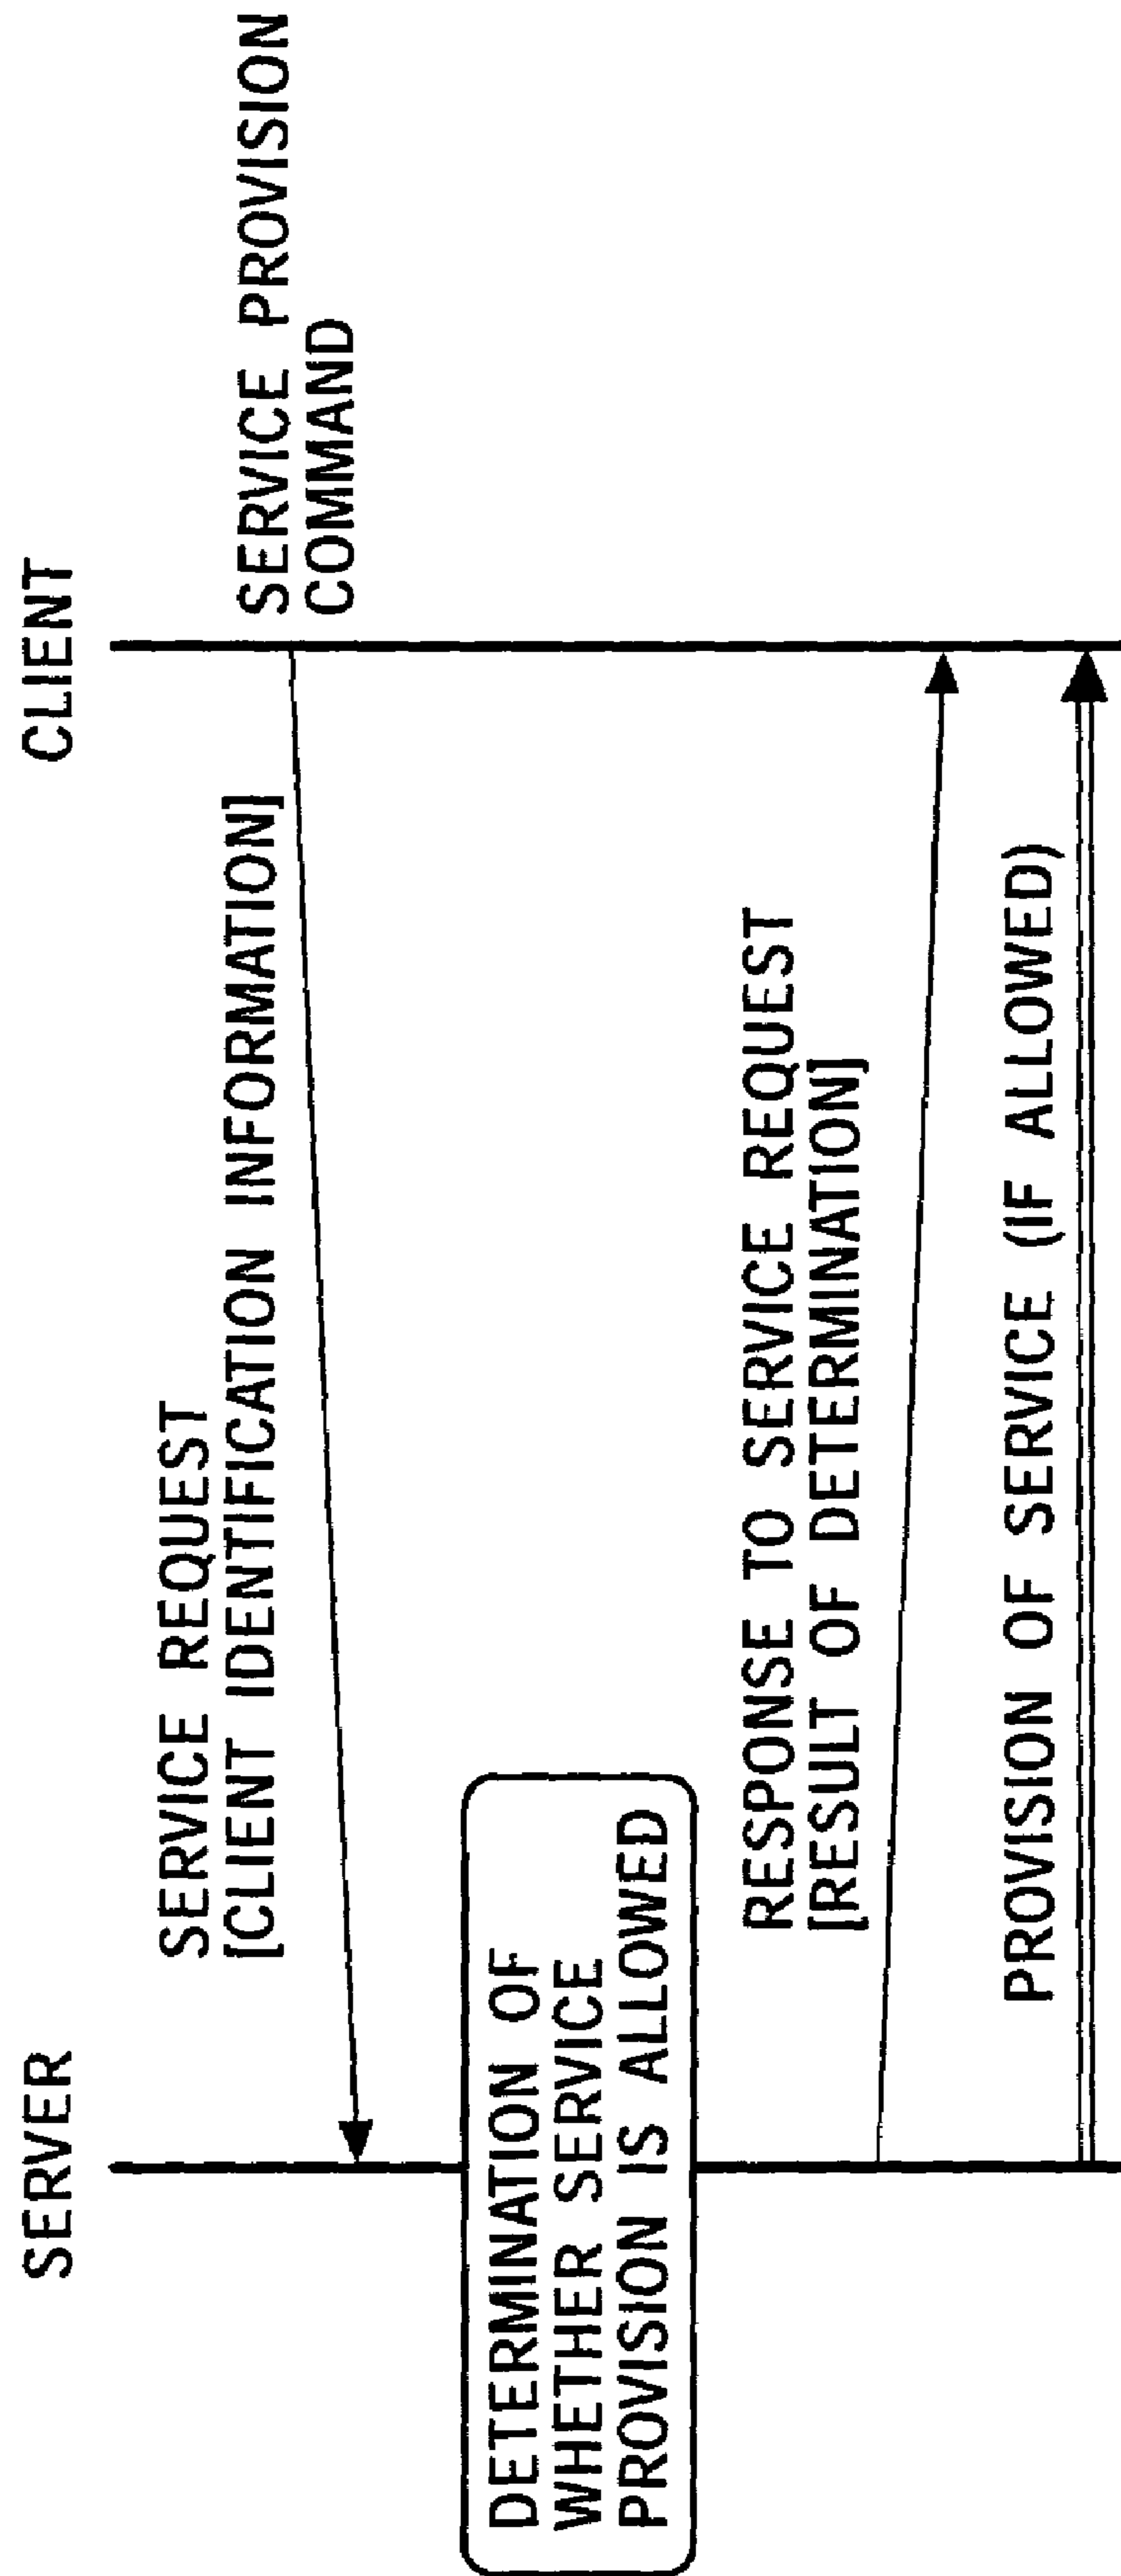 SERVER
CLIENT
SERVICE PROVISION
COMMAND
SERVICE REQUEST
[CLIENT IDENTIFICATION INFORMATION]
DETERMINATION OF
WHETHER SERVICE
PROVISION IS ALLOWED
RESPONSE TO SERVICE REQUEST
[RESULT OF DETERMINATION]
PROVISION OF SERVICE (IF ALLOWED)